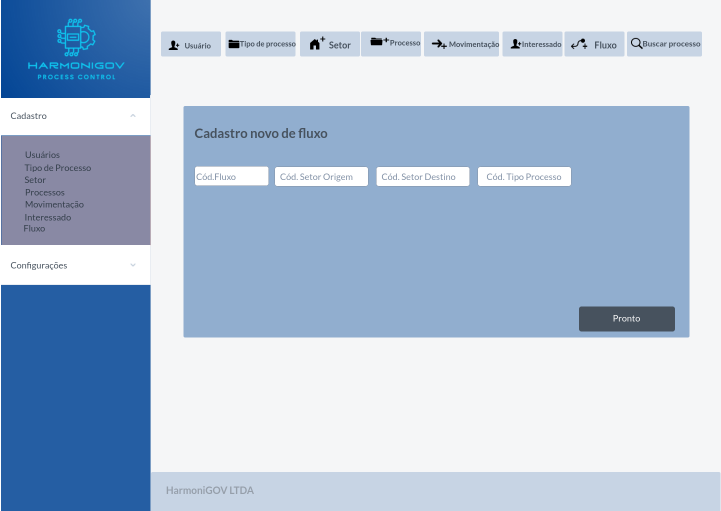 HARMONIGOV
PROCESS CONTROL
Usuário
Tipo de processo
Setor
Processo
Movimentação
Interessado
Fluxo
Buscar processo
Cadastro
Usuários
Tipo de Processo
Setor
Processos
Movimentação
Interessado
Fluxo
Configurações
Cadastro novo de fluxo
Cód.Fluxo
Cód. Setor Origem
Cód. Setor Destino
Cód. Tipo Processo
Pronto
HarmoniGOV LTDA